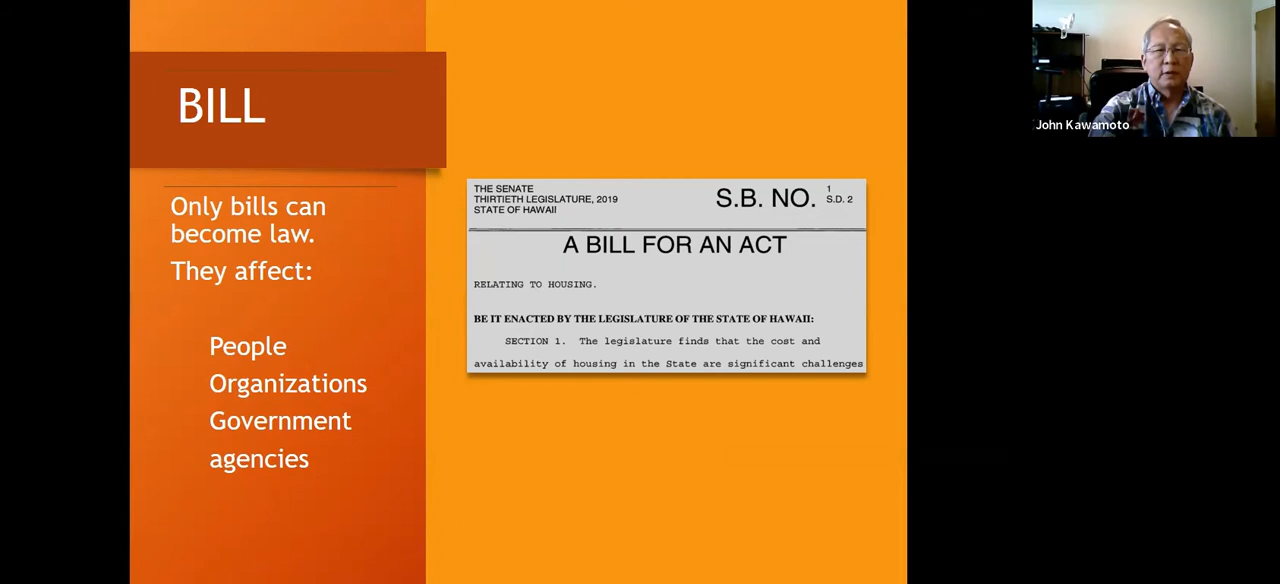 BILL
Only bills can
become law.
They affect:
People
Organizations
Government
agencies
THE SENATE
THIRTIETH LEGISLATURE, 2019
STATE OF HAWAII
S.B. NO.
1
S.D. 2
A BILL FOR AN ACT
RELATING TO HOUSING.
BE IT ENACTED BY THE LEGISLATURE OF THE STATE OF HAWAII:
SECTION 1. The legislature finds that the cost and
availability of housing in the State are significant challenges
John Kawamoto